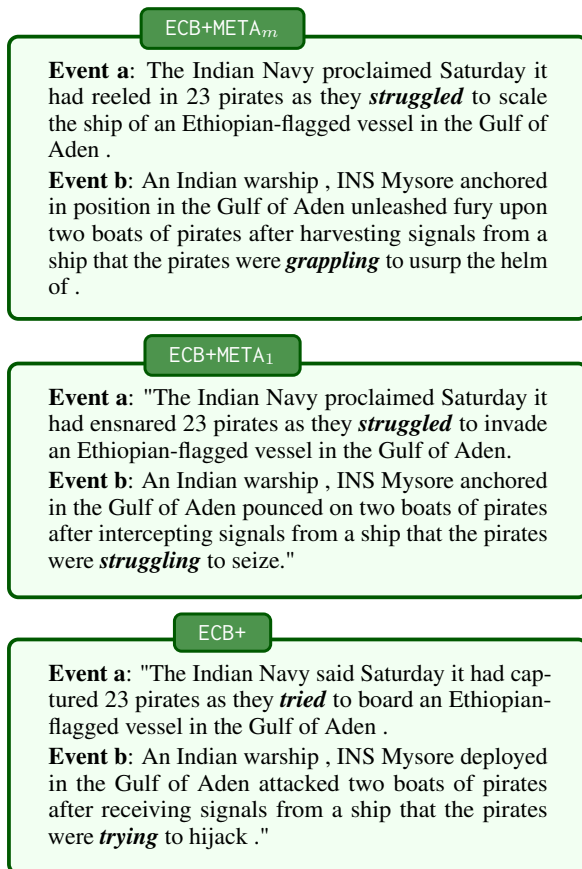 ECB+METAm
Event a: The Indian Navy proclaimed Saturday it
had reeled in 23 pirates as they struggled to scale
the ship of an Ethiopian-flagged vessel in the Gulf of
Aden .
Event b: An Indian warship , INS Mysore anchored
in position in the Gulf of Aden unleashed fury upon
two boats of pirates after harvesting signals from a
ship that the pirates were grappling to usurp the helm
of .
ECB+META1
Event a: "The Indian Navy proclaimed Saturday it
had ensnared 23 pirates as they struggled to invade
an Ethiopian-flagged vessel in the Gulf of Aden.
Event b: An Indian warship , INS Mysore anchored
in the Gulf of Aden pounced on two boats of pirates
after intercepting signals from a ship that the pirates
were struggling to seize."
ECB+
Event a: "The Indian Navy said Saturday it had cap-
tured 23 pirates as they tried to board an Ethiopian-
flagged vessel in the Gulf of Aden .
Event b: An Indian warship , INS Mysore deployed
in the Gulf of Aden attacked two boats of pirates
after receiving signals from a ship that the pirates
were trying to hijack ."